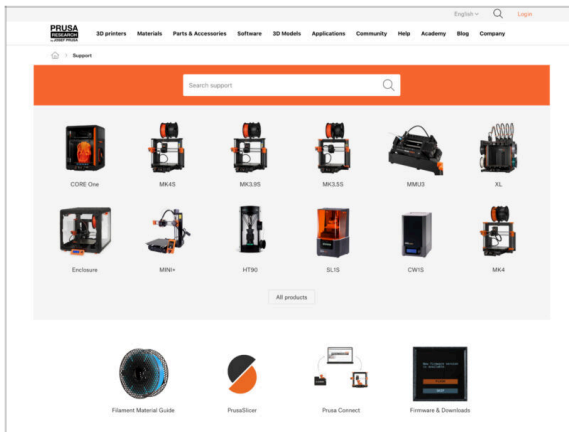 English
Login
PRUSA
RESEARCH
by JOSEF PRUSA
3D printers Materials Parts & Accessories Software 3D Models Applications Community Help Academy Blog Company
Support
Search support
CORE One MK4S MK3.9S MK3.5S MMU3 XL
Enclosure MINI+ HT90 SL1S CW1S MK4
All products
Filament Material Guide PrusaSlicer Prusa Connect Firmware & Downloads